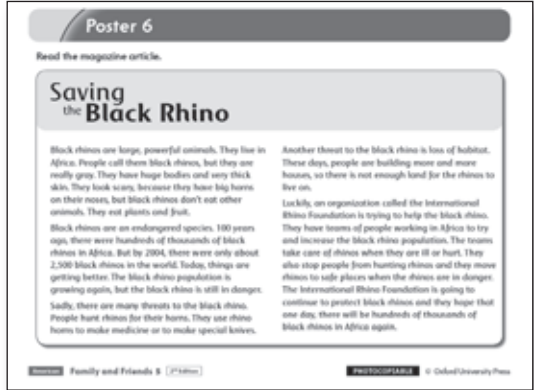 Poster 6
Read the magazine article.
Saving
the Black Rhino
Black rhinos are large, powerful animals. They live in
Africa. People call them black rhinos, but they are
really gray. They have huge bodies and very thick
skin. They look scary, because they have big horns
on their noses, but black rhinos don't eat other
animals. They eat plants and fruit.
Black rhinos are an endangered species. 100 years
ago, there were hundreds of thousands of black
rhinos in Africa. But by 2004, there were only about
2,500 black rhinos in the world. Today, things are
getting better. The black rhino population is
growing again, but the black rhino is still in danger.
Sadly, there are many threats to the black rhino.
People hunt rhinos for their horns. They use rhino
horns to make medicine or to make special knives.
Another threat to the black rhino is loss of habitat.
These days, people are building more and more
houses, so there is not enough land for the rhinos to
live on.
Luckily, an organization called the International
Rhino Foundation is trying to help the black rhino.
They have teams of people working in Africa to try
and increase the black rhino population. The teams
take care of rhinos when they are ill or hurt. They
also stop people from hunting rhinos and they move
rhinos to safe places when the rhinos are in danger.
The International Rhino Foundation is going to
continue to protect black rhinos and they hope that
one day, there will be hundreds of thousands of
black rhinos in Africa again.
American Family and Friends 5 2nd Edition
PHOTOCOPIABLE © Oxford University Press